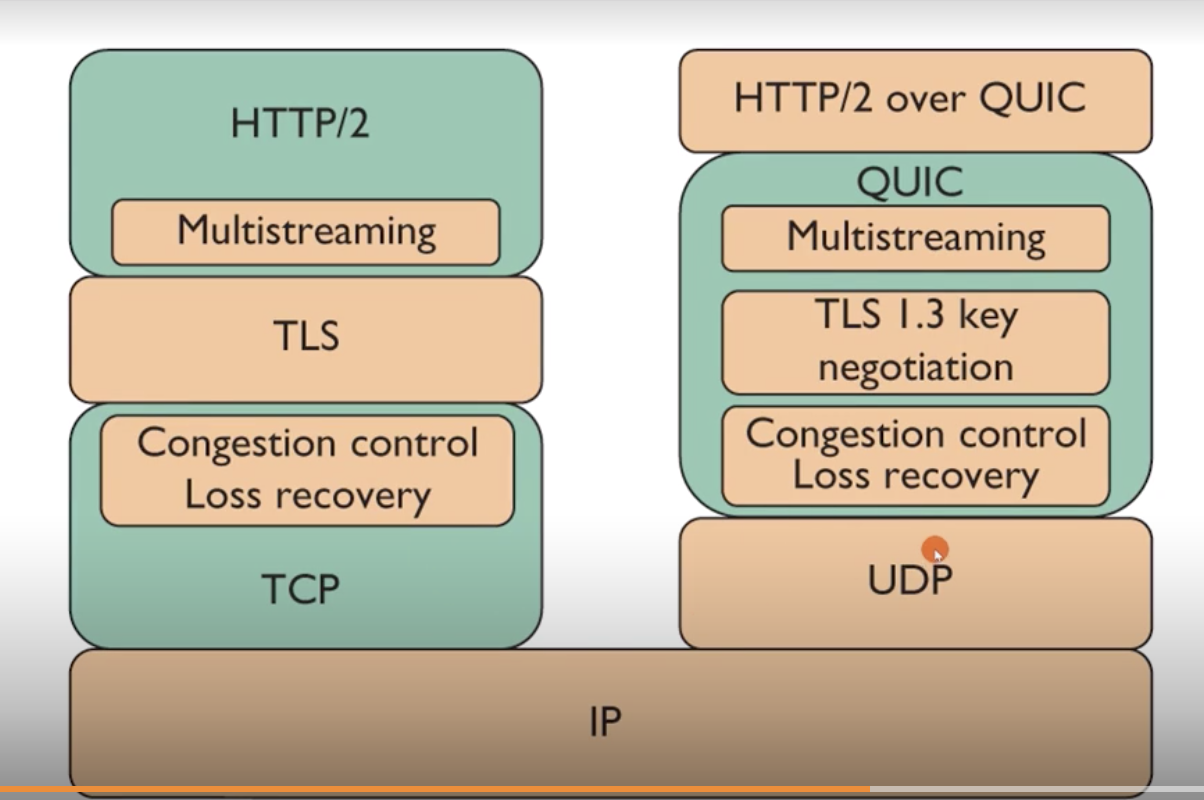 HTTP/2
Multistreaming
TLS
Congestion control
Loss recovery
TCP
HTTP/2 over QUIC
QUIC
Multistreaming
TLS 1.3 key
negotiation
Congestion control
Loss recovery
UDP
IP